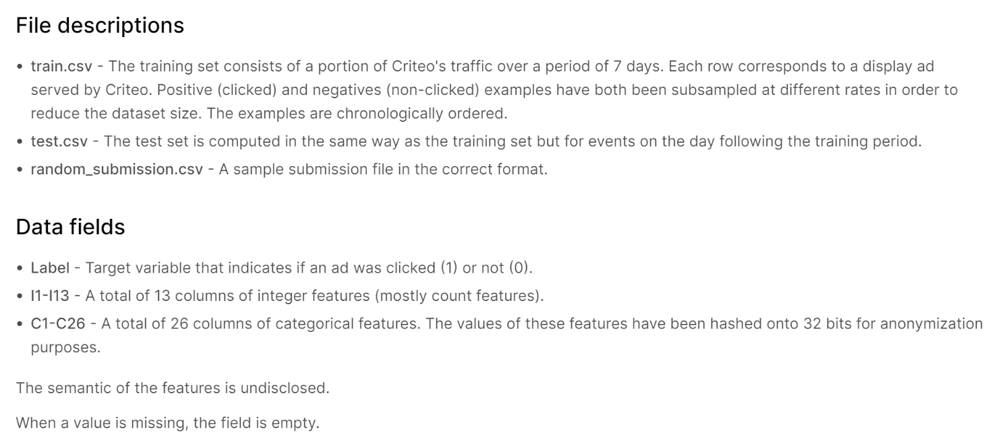 File descriptions
• train.csv - The training set consists of a portion of Criteo's traffic over a period of 7 days. Each row corresponds to a display ad
served by Criteo. Positive (clicked) and negatives (non-clicked) examples have both been subsampled at different rates in order to
reduce the dataset size. The examples are chronologically ordered.
• test.csv - The test set is computed in the same way as the training set but for events on the day following the training period.
• random_submission.csv - A sample submission file in the correct format.
Data fields
• Label - Target variable that indicates if an ad was clicked (1) or not (0).
• I1-I13 - A total of 13 columns of integer features (mostly count features).
• C1-C26 - A total of 26 columns of categorical features. The values of these features have been hashed onto 32 bits for anonymization
purposes.
The semantic of the features is undisclosed.
When a value is missing, the field is empty.